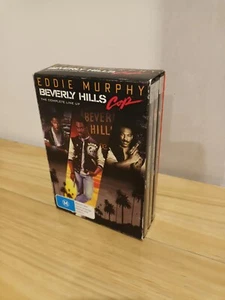 EDDIE MURPHY
BEVERLY HILLS
Cop
THE COMPLETE LINE UP
BEVERLY
HILLS
M